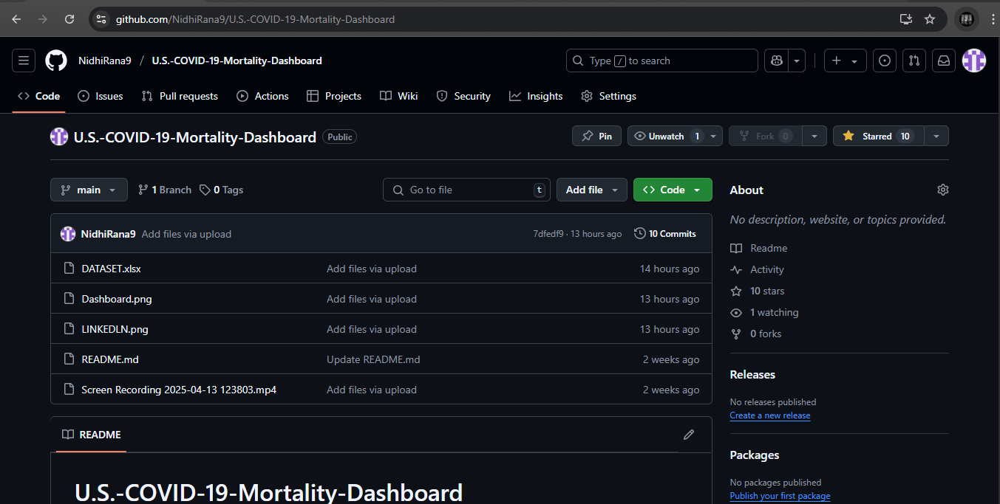 github.com/NidhiRana9/U.S.-COVID-19-Mortality-Dashboard
NidhiRana9 / U.S.-COVID-19-Mortality-Dashboard
Type / to search
Code Issues Pull requests Actions Projects Wiki Security Insights Settings
U.S.-COVID-19-Mortality-Dashboard Public
Pin Unwatch 1 Fork 0 Starred 10
main 1 Branch 0 Tags
Go to file t
Add file
Code
NidhiRana9 Add files via upload 7dfedf9 · 13 hours ago 10 Commits
DATASET.xlsx Add files via upload 14 hours ago
Dashboard.png Add files via upload 13 hours ago
LINKEDLN.png Add files via upload 13 hours ago
README.md Update README.md 2 weeks ago
Screen Recording 2025-04-13 123803.mp4 Add files via upload 2 weeks ago
README
U.S.-COVID-19-Mortality-Dashboard
About
No description, website, or topics provided.
Readme
Activity
10 stars
1 watching
0 forks
Releases
No releases published
Create a new release
Packages
No packages published
Publish your first package